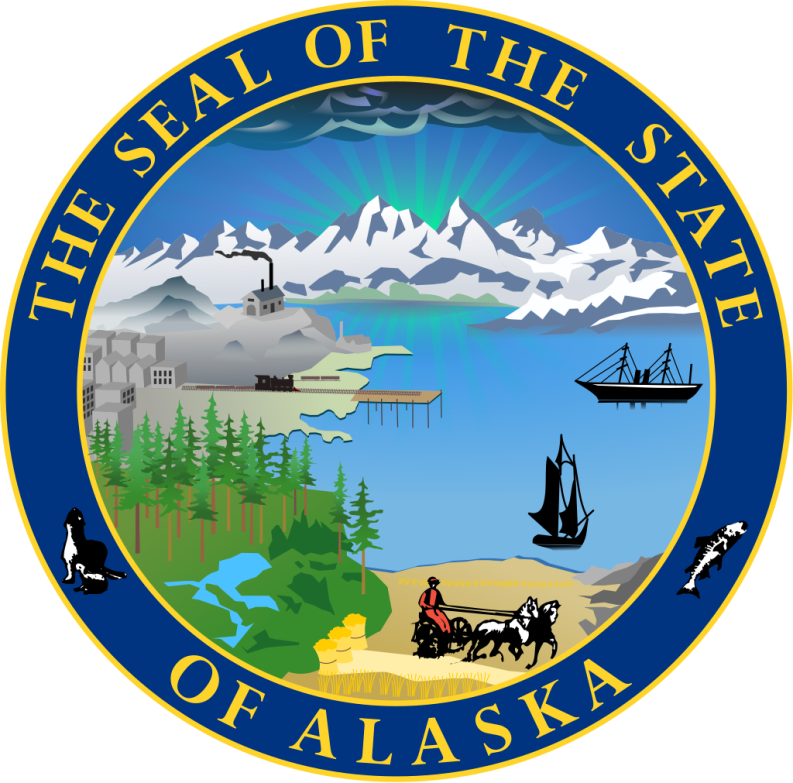 THE SEAL OF THE STATE
OF ALASKA